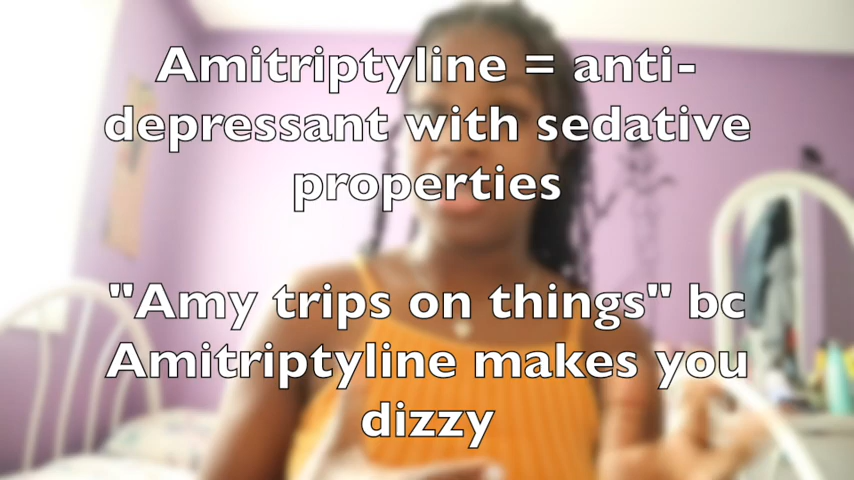 Amitriptyline = anti-
depressant with sedative
properties
"Amy trips on things" bc
Amitriptyline makes you
dizzy